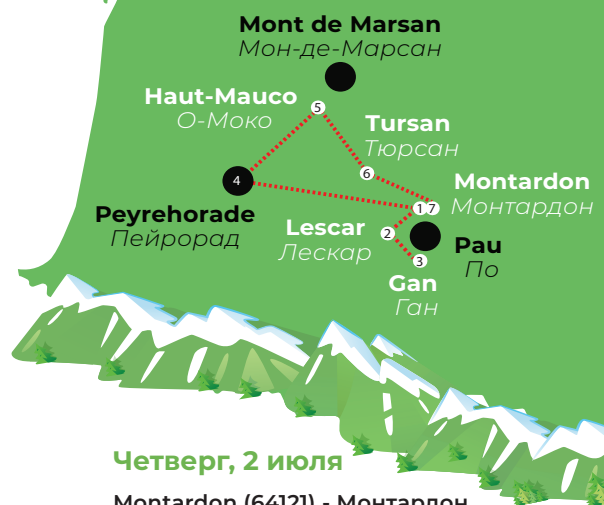 Mont de Marsan
Мон-де-Марсан
Haut-Mauco
О-Моко
5
Tursan
Тюрсан
6
4
Montardon
Монтардон
1 7
Peyrehorade
Пейрорад
Lescar
Лескар
2
Pau
По
3
Gan
Ган
Четверг, 2 июля
Montardon (64121) - Монтардон